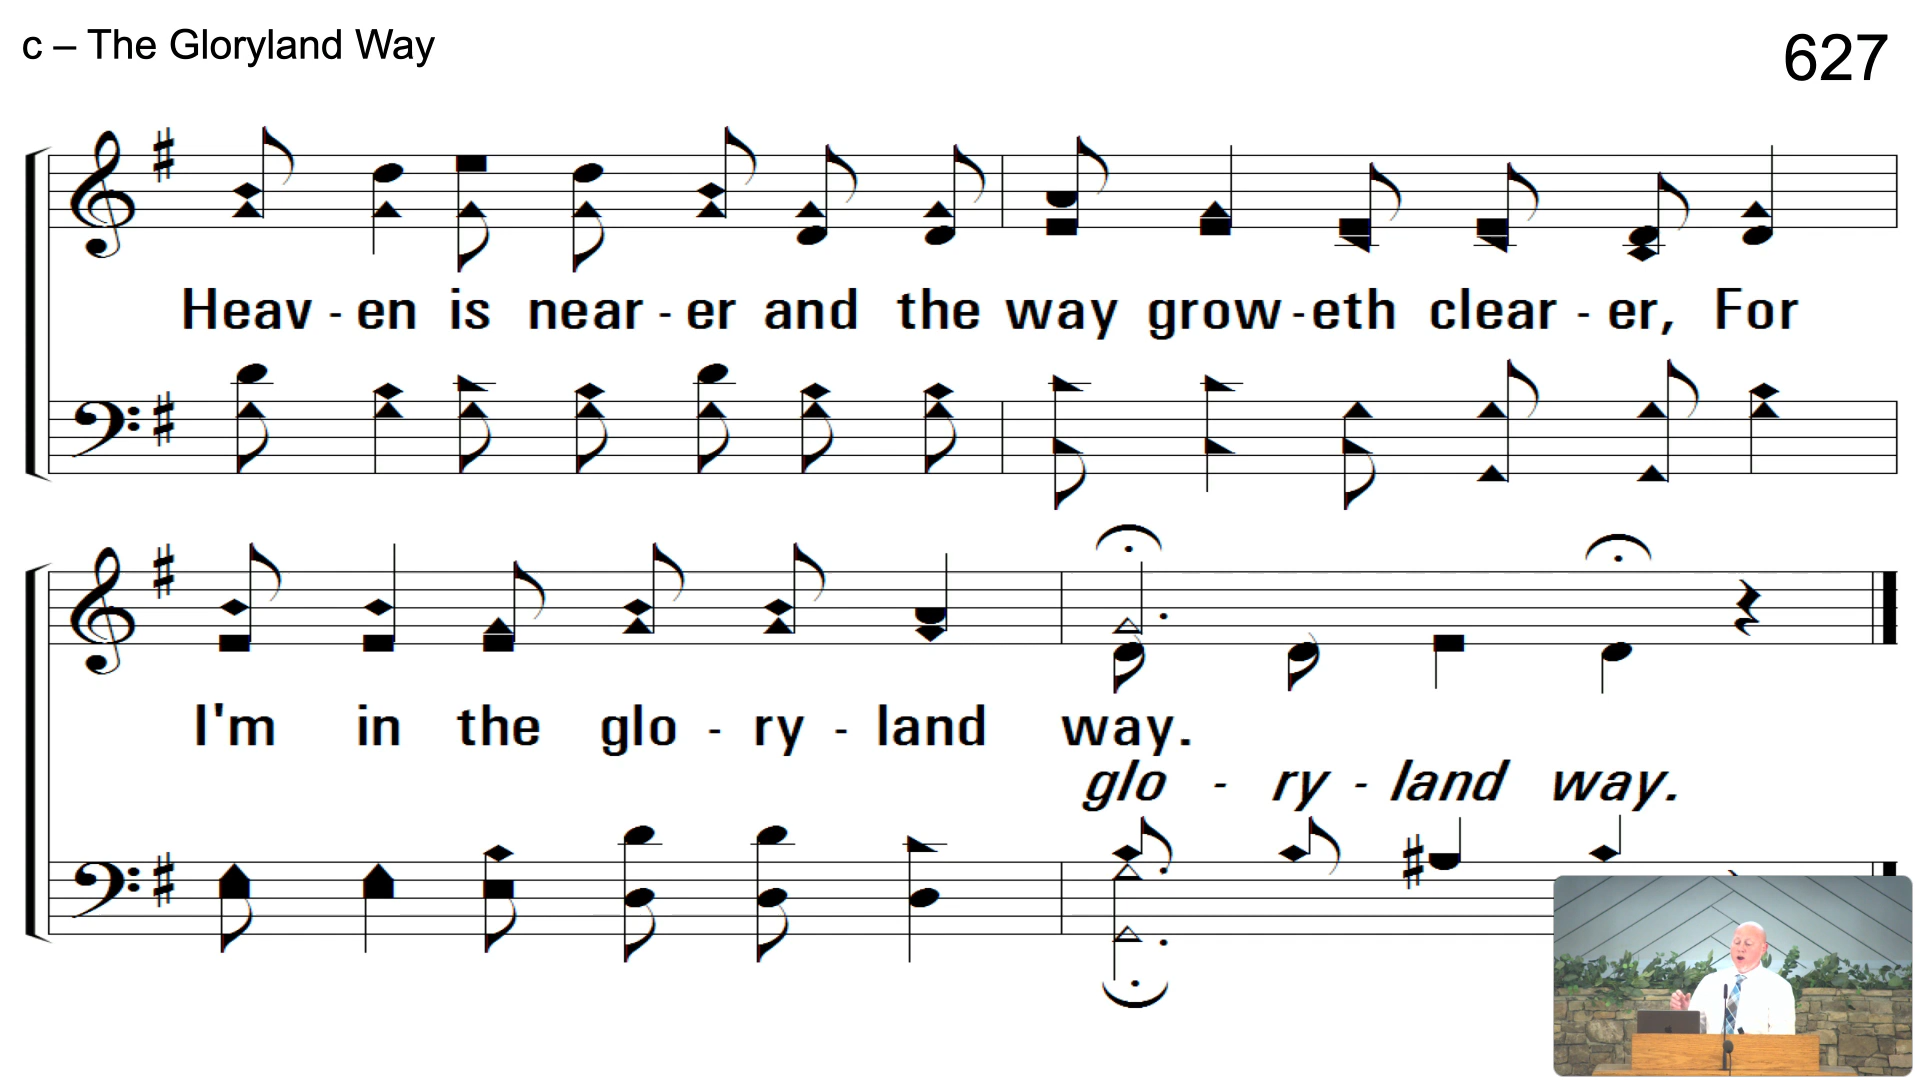 c – The Gloryland Way
627
Heav - en is near - er and the way grow - eth clear - er, For
I'm in the glo - ry - land way.
glo - ry - land way.